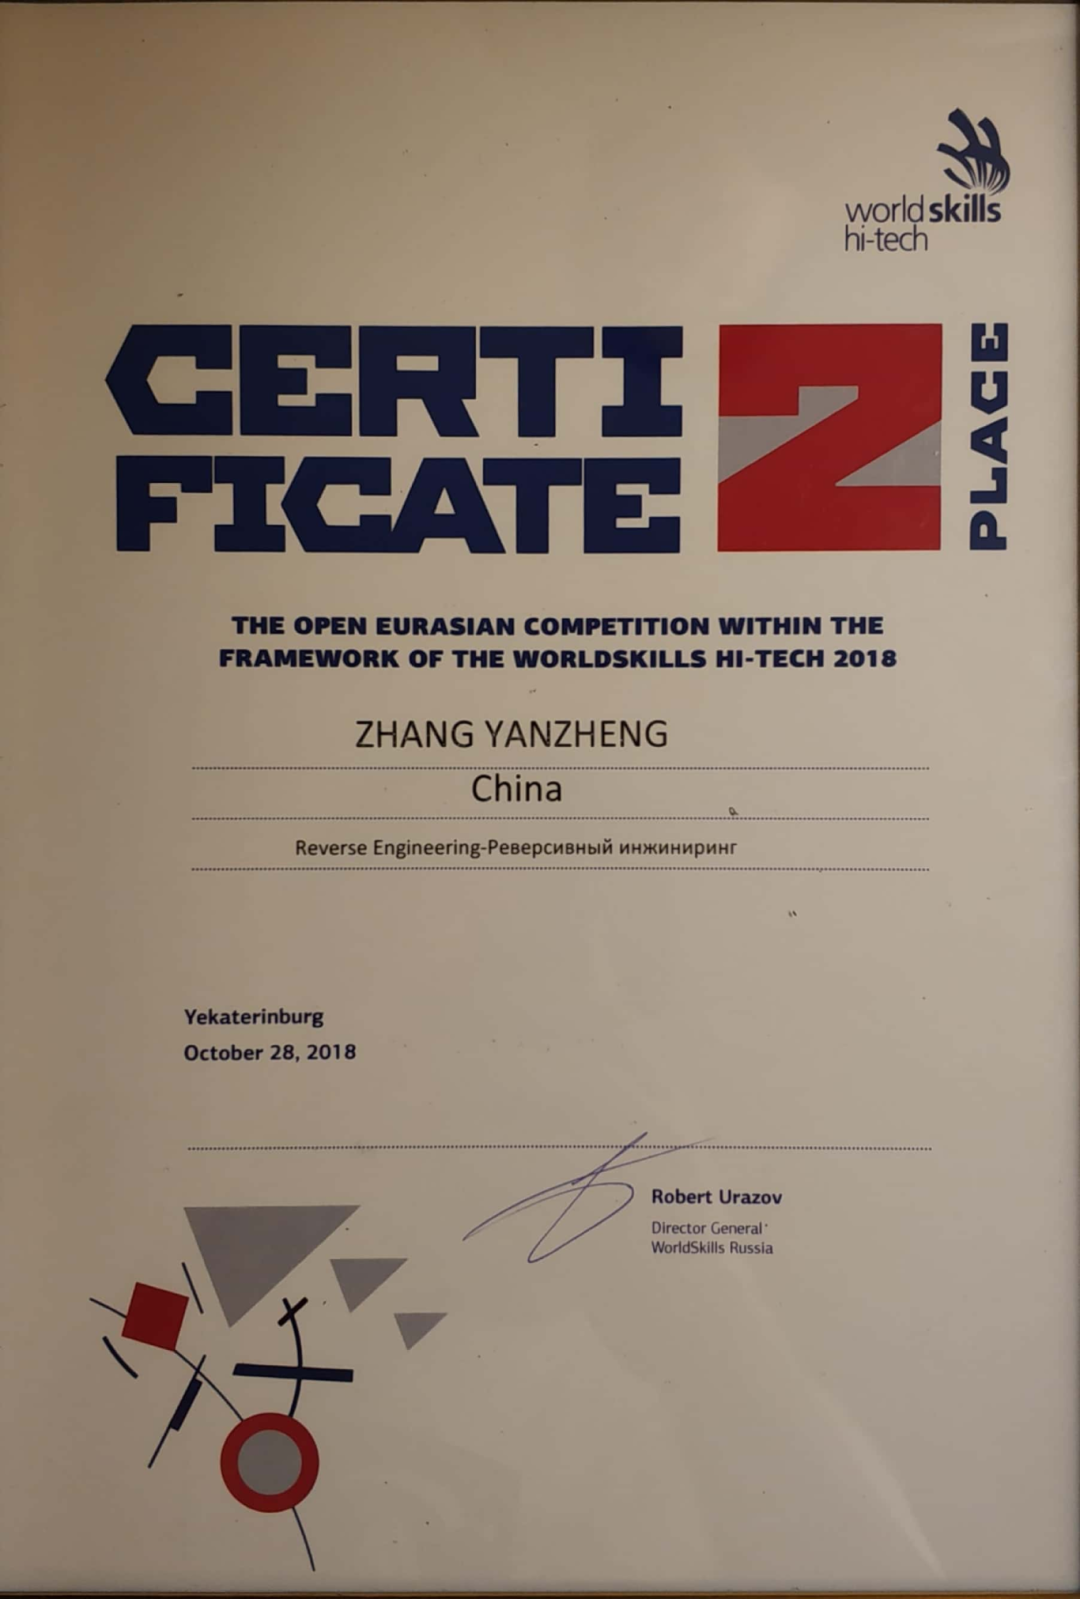 world skills
hi-tech
CERTI
FICATE
2
PLACE
THE OPEN EURASIAN COMPETITION WITHIN THE
FRAMEWORK OF THE WORLDSKILLS HI-TECH 2018
ZHANG YANZHENG
China
Reverse Engineering-Реверсивный инжиниринг
Yekaterinburg
October 28, 2018
Robert Urazov
Director General
WorldSkills Russia